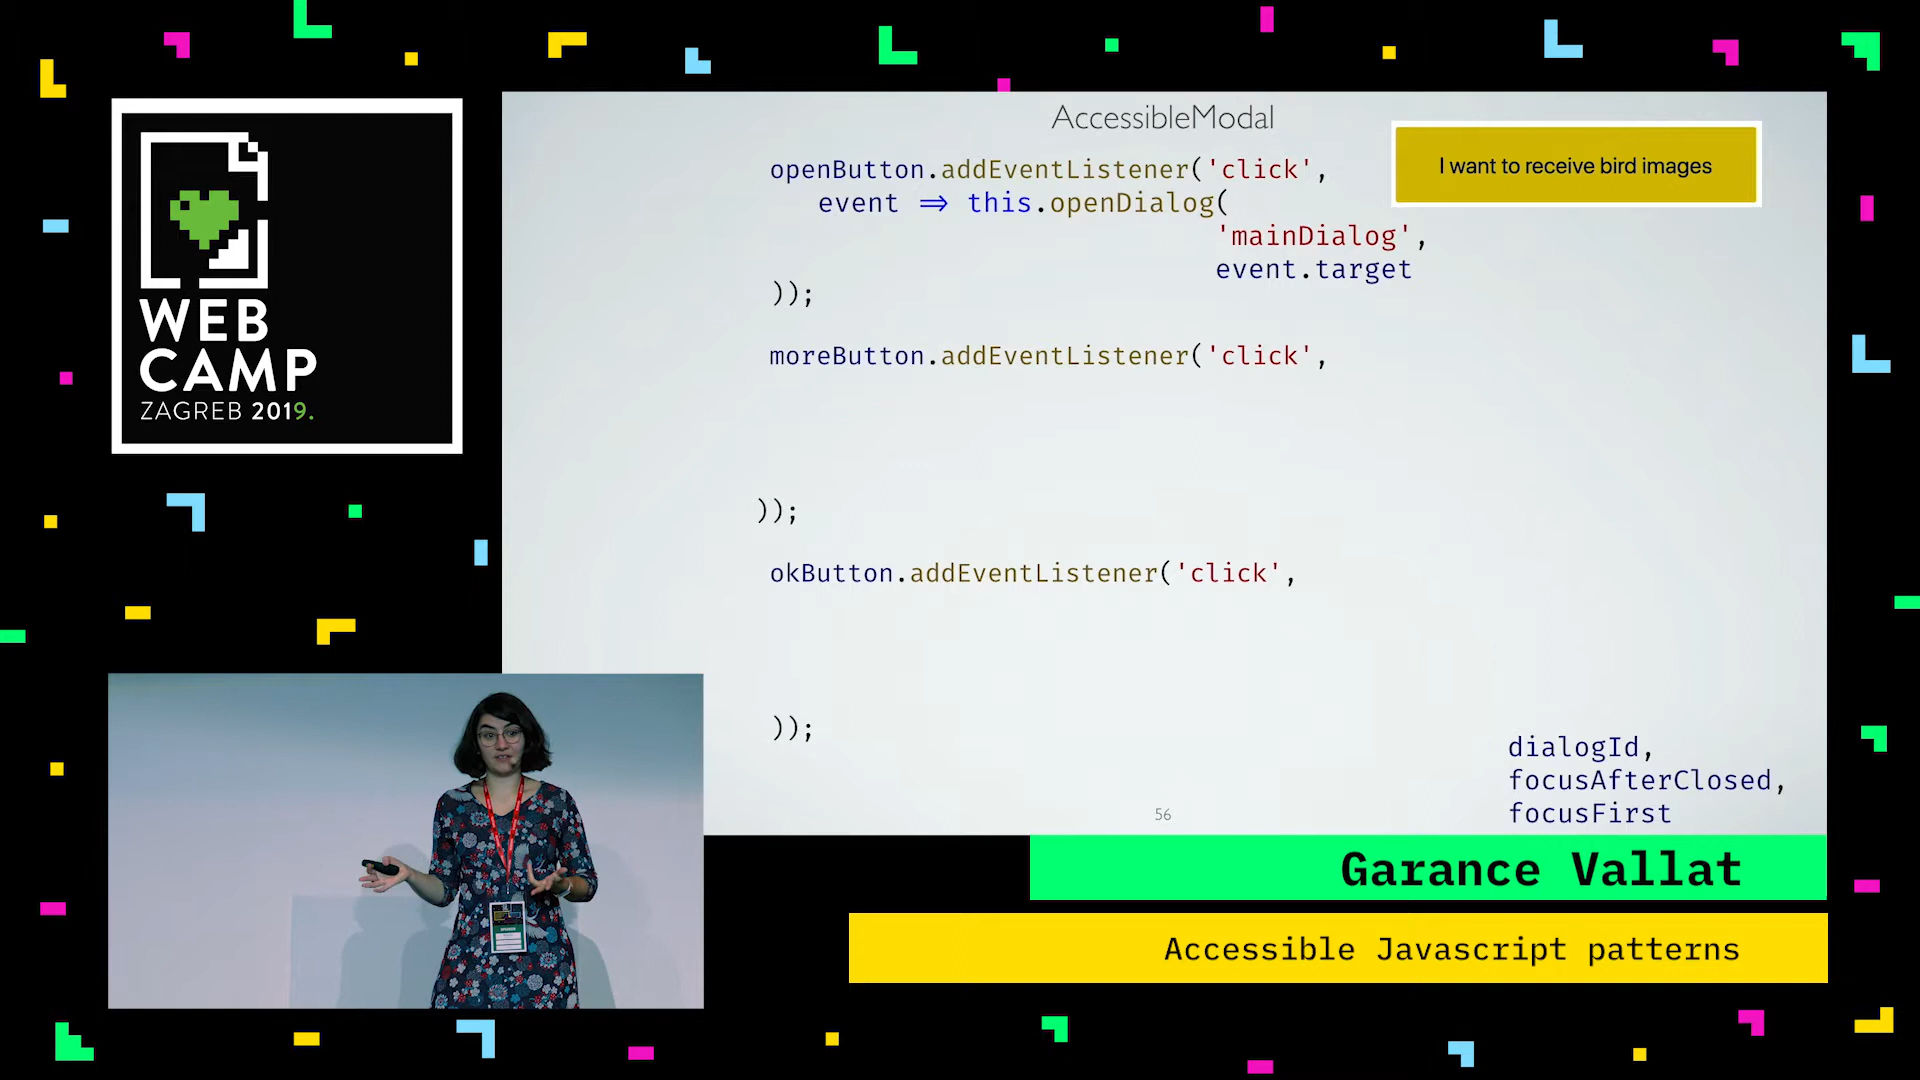 WEB
CAMP
ZAGREB 2019.
AccessibleModal
openButton.addEventListener('click',
event => this.openDialog(
'mainDialog',
event.target
));
I want to receive bird images
moreButton.addEventListener('click',
));
okButton.addEventListener('click',
));
dialogId,
focusAfterClosed,
focusFirst
56
Garance Vallat
Accessible Javascript patterns